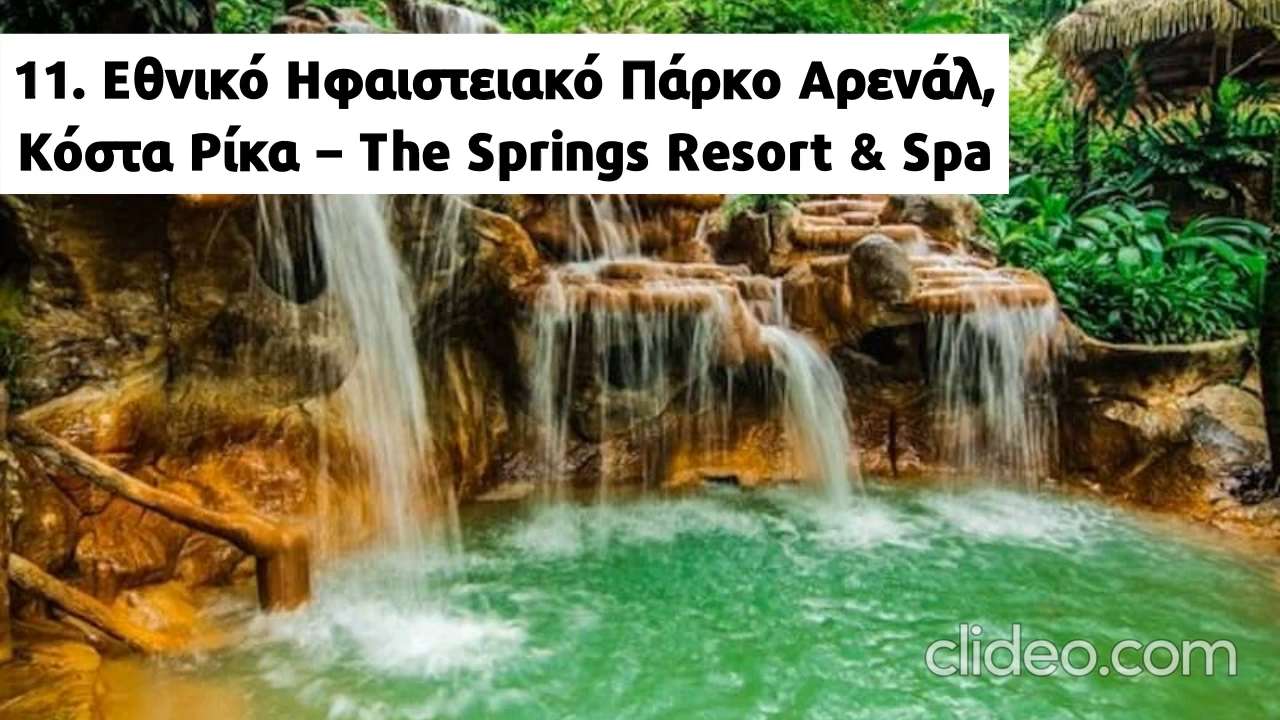 11. Εθνικό Ηφαιστειακό Πάρκο Αρενάλ,
Κόστα Ρίκα – The Springs Resort & Spa
clideo.com